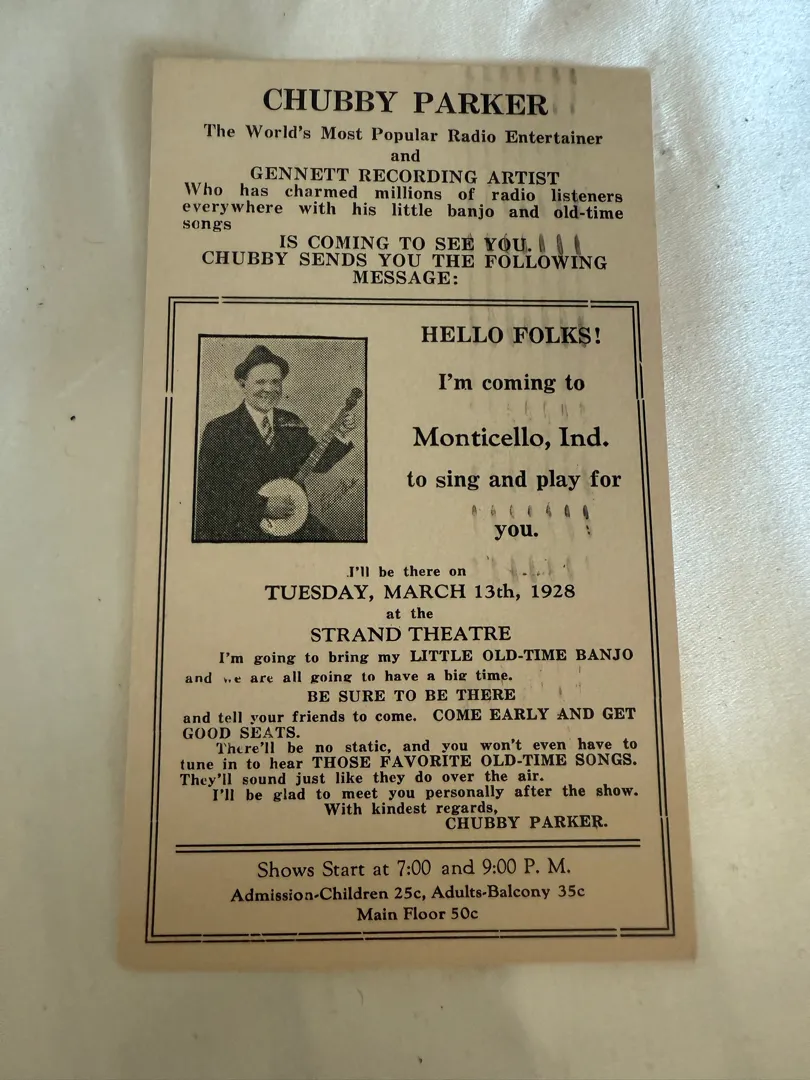 CHUBBY PARKER
The World's Most Popular Radio Entertainer
and
GENNETT RECORDING ARTIST
Who has charmed millions of radio listeners
everywhere with his little banjo and old-time
songs
IS COMING TO SEE YOU.
CHUBBY SENDS YOU THE FOLLOWING
MESSAGE:
HELLO FOLKS!
I'm coming to
Monticello, Ind.
to sing and play for
you.
I'll be there on
TUESDAY, MARCH 13th, 1928
at the
STRAND THEATRE
I'm going to bring my LITTLE OLD-TIME BANJO
and we are all going to have a big time.
BE SURE TO BE THERE
and tell your friends to come. COME EARLY AND GET
GOOD SEATS.
There'll be no static, and you won't even have to
tune in to hear THOSE FAVORITE OLD-TIME SONGS.
They'll sound just like they do over the air.
I'll be glad to meet you personally after the show.
With kindest regards,
CHUBBY PARKER.
Shows Start at 7:00 and 9:00 P. M.
Admission-Children 25c, Adults-Balcony 35c
Main Floor 50c